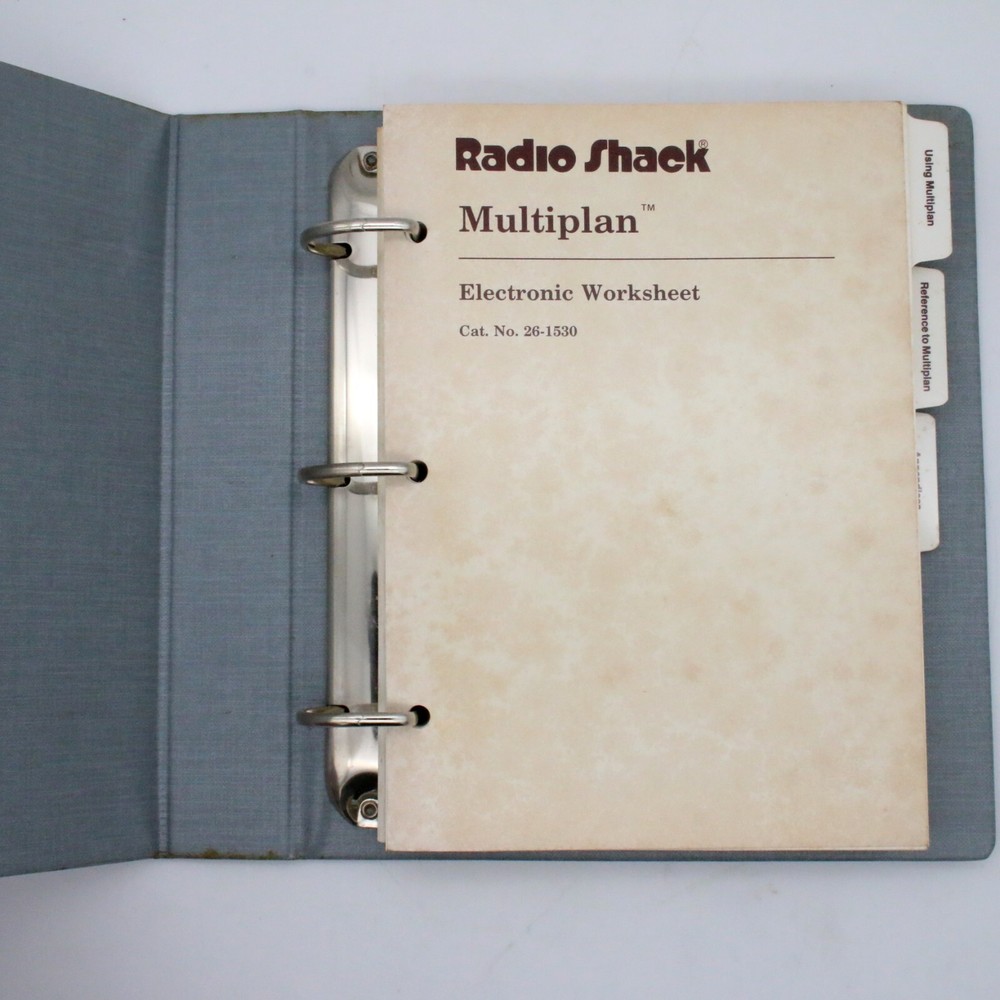 Radio Shack®
Multiplan™
Electronic Worksheet
Cat. No. 26-1530
Using Multiplan
Reference to Multiplan